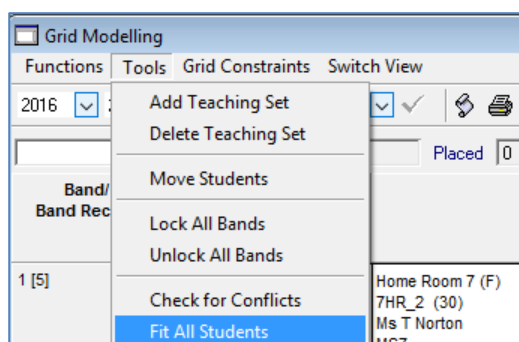 Grid Modelling
Functions Tools Grid Constraints Switch View
2016
Add Teaching Set
Delete Teaching Set
Placed 0
Move Students
Band/
Band Rec
Lock All Bands
Unlock All Bands
1 [5]
Home Room 7 (F)
Check for Conflicts
7HR_2 (30)
Fit All Students
Ms T Norton